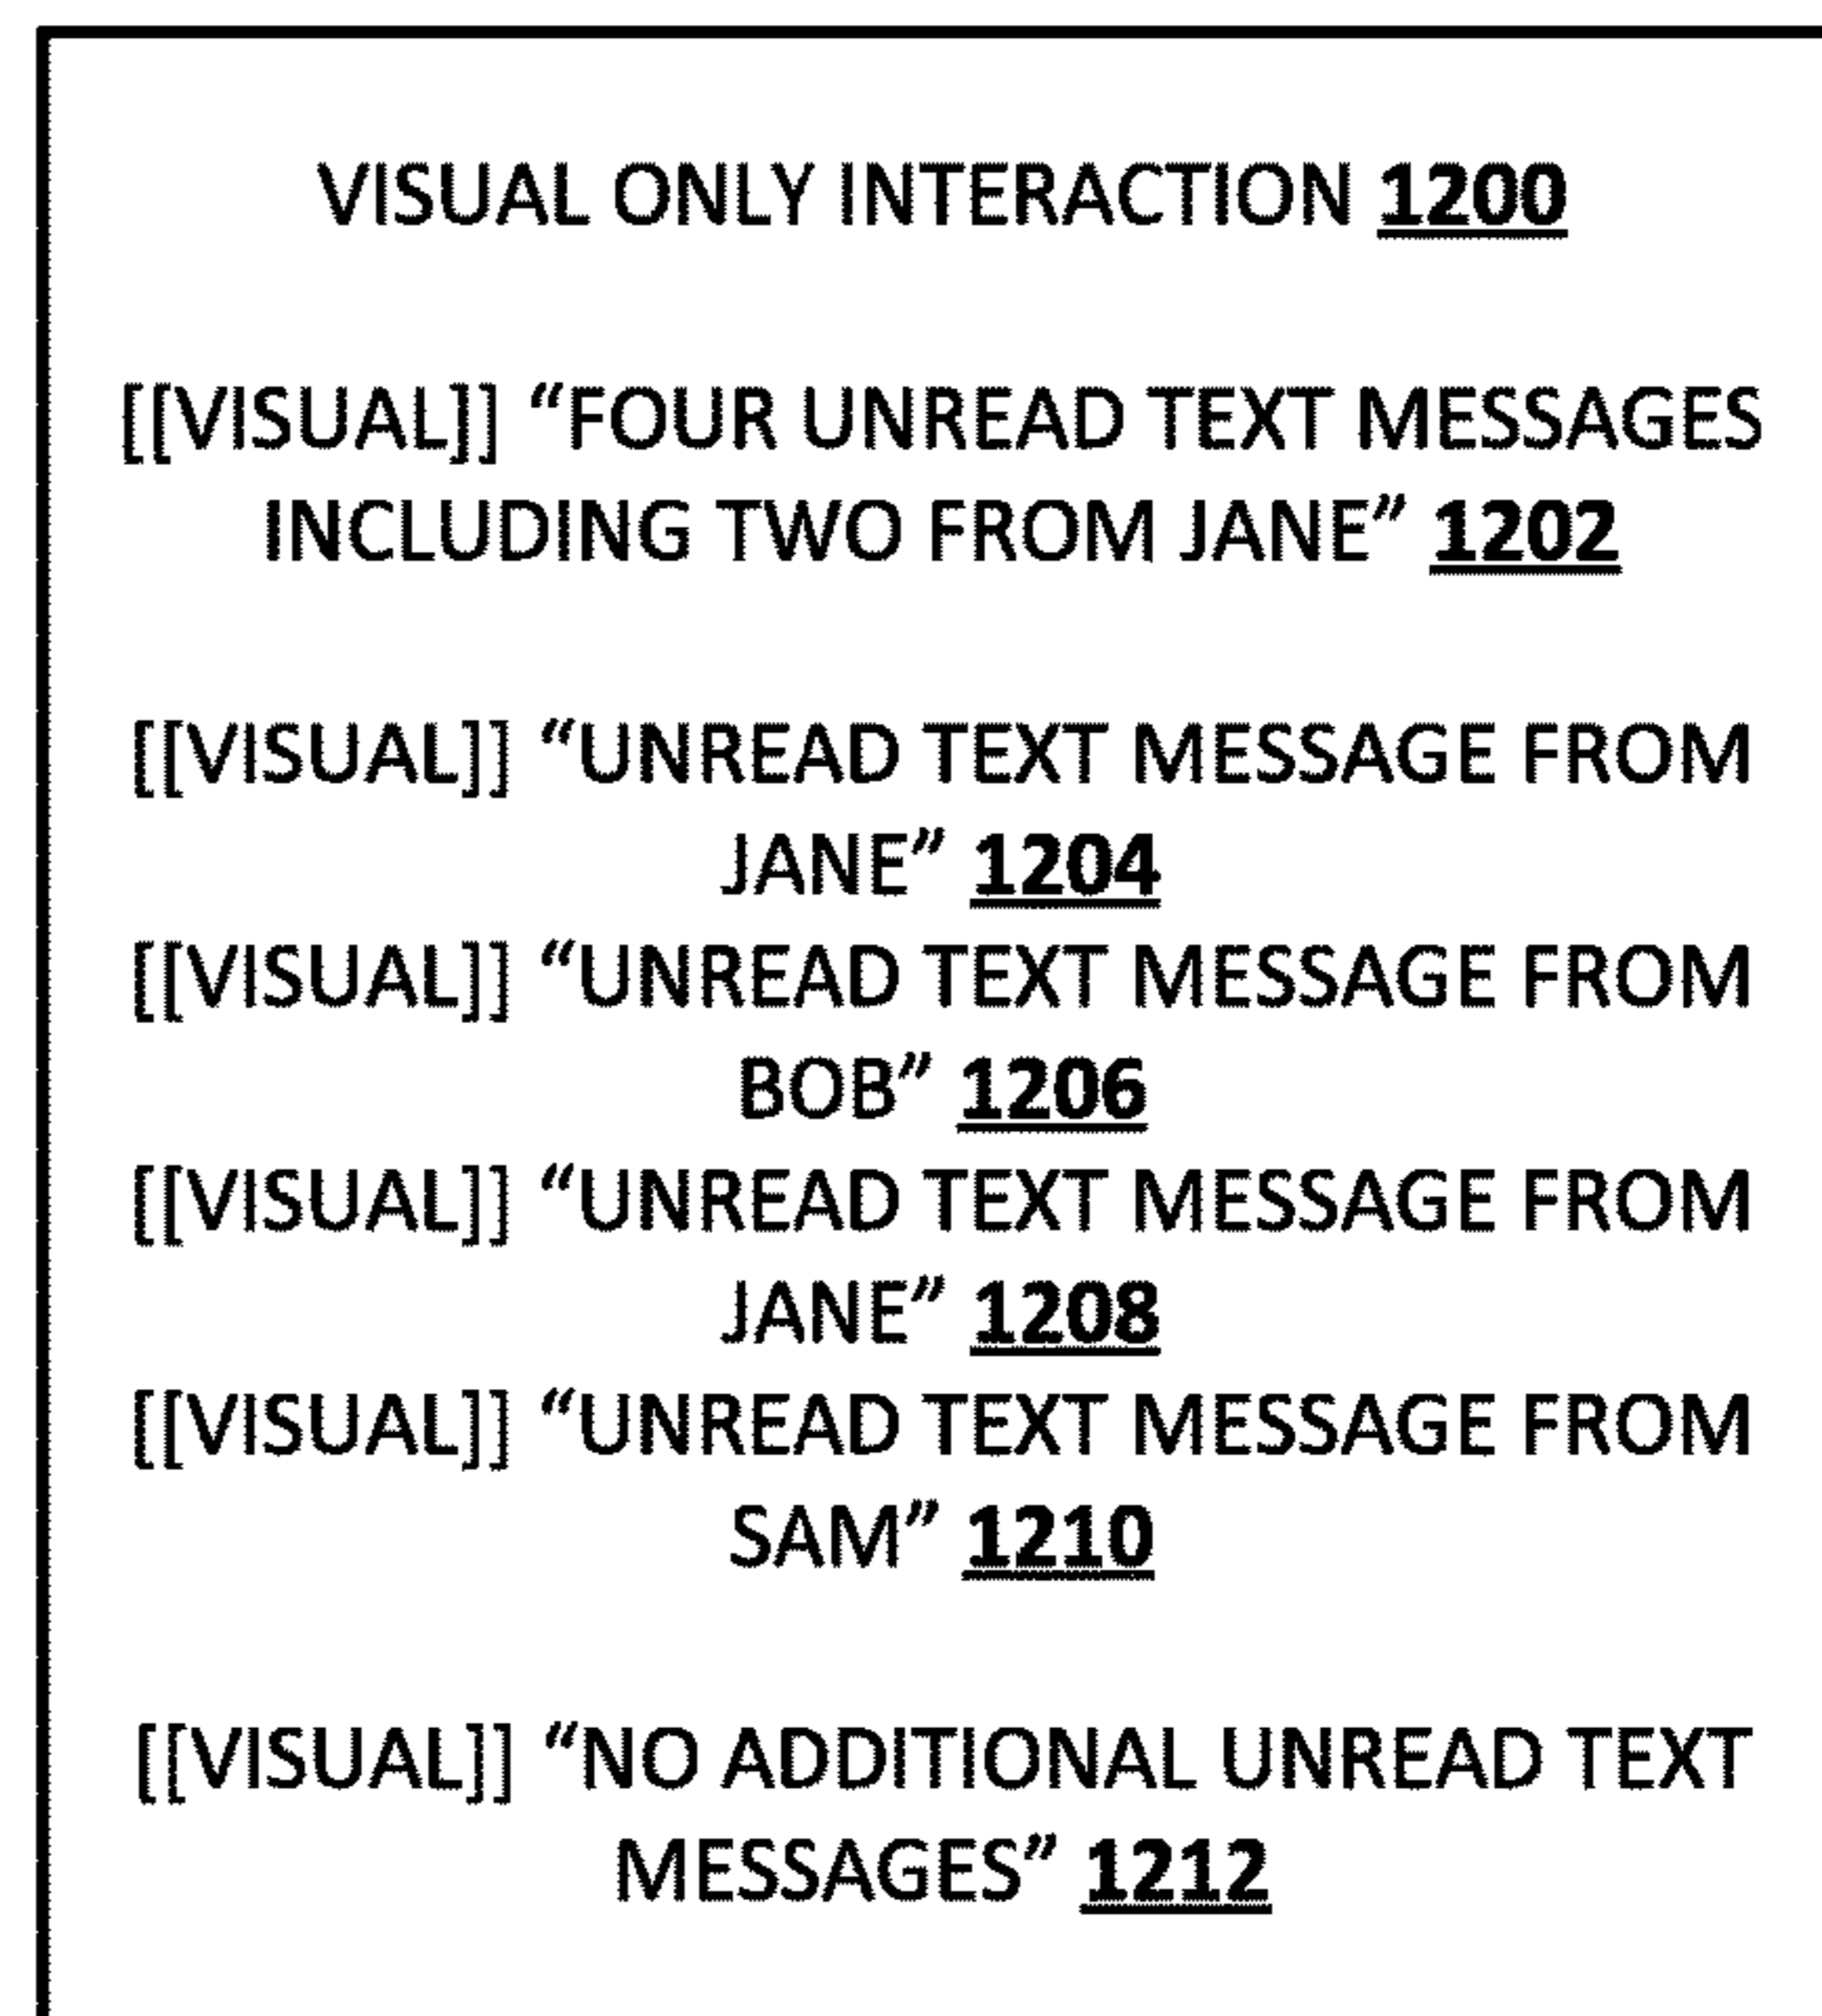 VISUAL ONLY INTERACTION 1200
[[VISUAL]] “FOUR UNREAD TEXT MESSAGES
INCLUDING TWO FROM JANE” 1202
[[VISUAL]] “UNREAD TEXT MESSAGE FROM
JANE” 1204
[[VISUAL]] “UNREAD TEXT MESSAGE FROM
BOB” 1206
[[VISUAL]] “UNREAD TEXT MESSAGE FROM
JANE” 1208
[[VISUAL]] “UNREAD TEXT MESSAGE FROM
SAM” 1210
[[VISUAL]] “NO ADDITIONAL UNREAD TEXT
MESSAGES” 1212